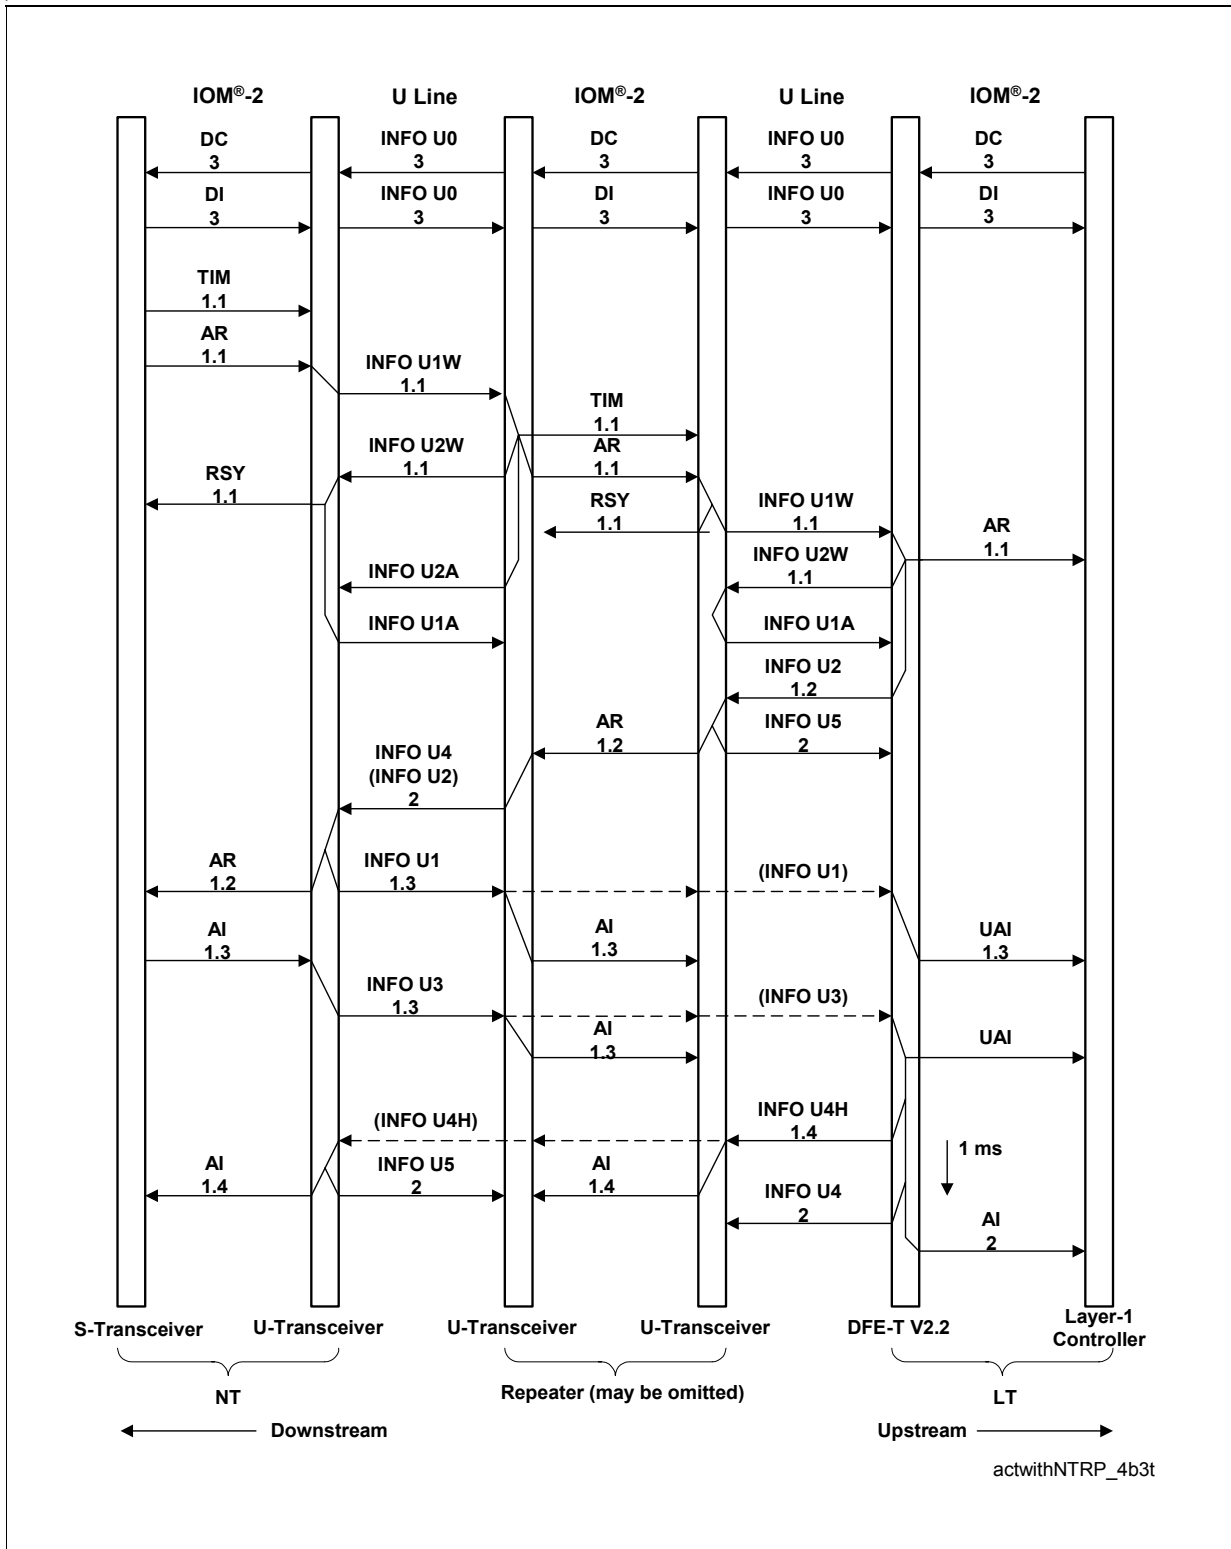 IOM®-2 U Line IOM®-2 U Line IOM®-2
DC INFO U0 DC INFO U0 DC
3 3 3 3 3
DI INFO U0 DI INFO U0 DI
3 3 3 3 3
TIM
1.1
AR
1.1
INFO U1W
1.1
TIM
1.1
INFO U2W AR
1.1 1.1
RSY
1.1
RSY INFO U1W
1.1 1.1
AR
1.1
INFO U2W
1.1
INFO U2A
INFO U1A INFO U1A
INFO U2
1.2
AR INFO U5
1.2 2
INFO U4
(INFO U2)
2
AR INFO U1 (INFO U1)
1.2 1.3
AI AI UAI
1.3 1.3 1.3
INFO U3 (INFO U3)
1.3
AI UAI
1.3
(INFO U4H) INFO U4H
1.4
1 ms
AI INFO U5 AI
1.4 2 1.4
INFO U4
2
AI
2
S-Transceiver U-Transceiver U-Transceiver U-Transceiver DFE-T V2.2 Layer-1
Controller
NT Repeater (may be omitted) LT
Downstream Upstream
actwithNTRP_4b3t